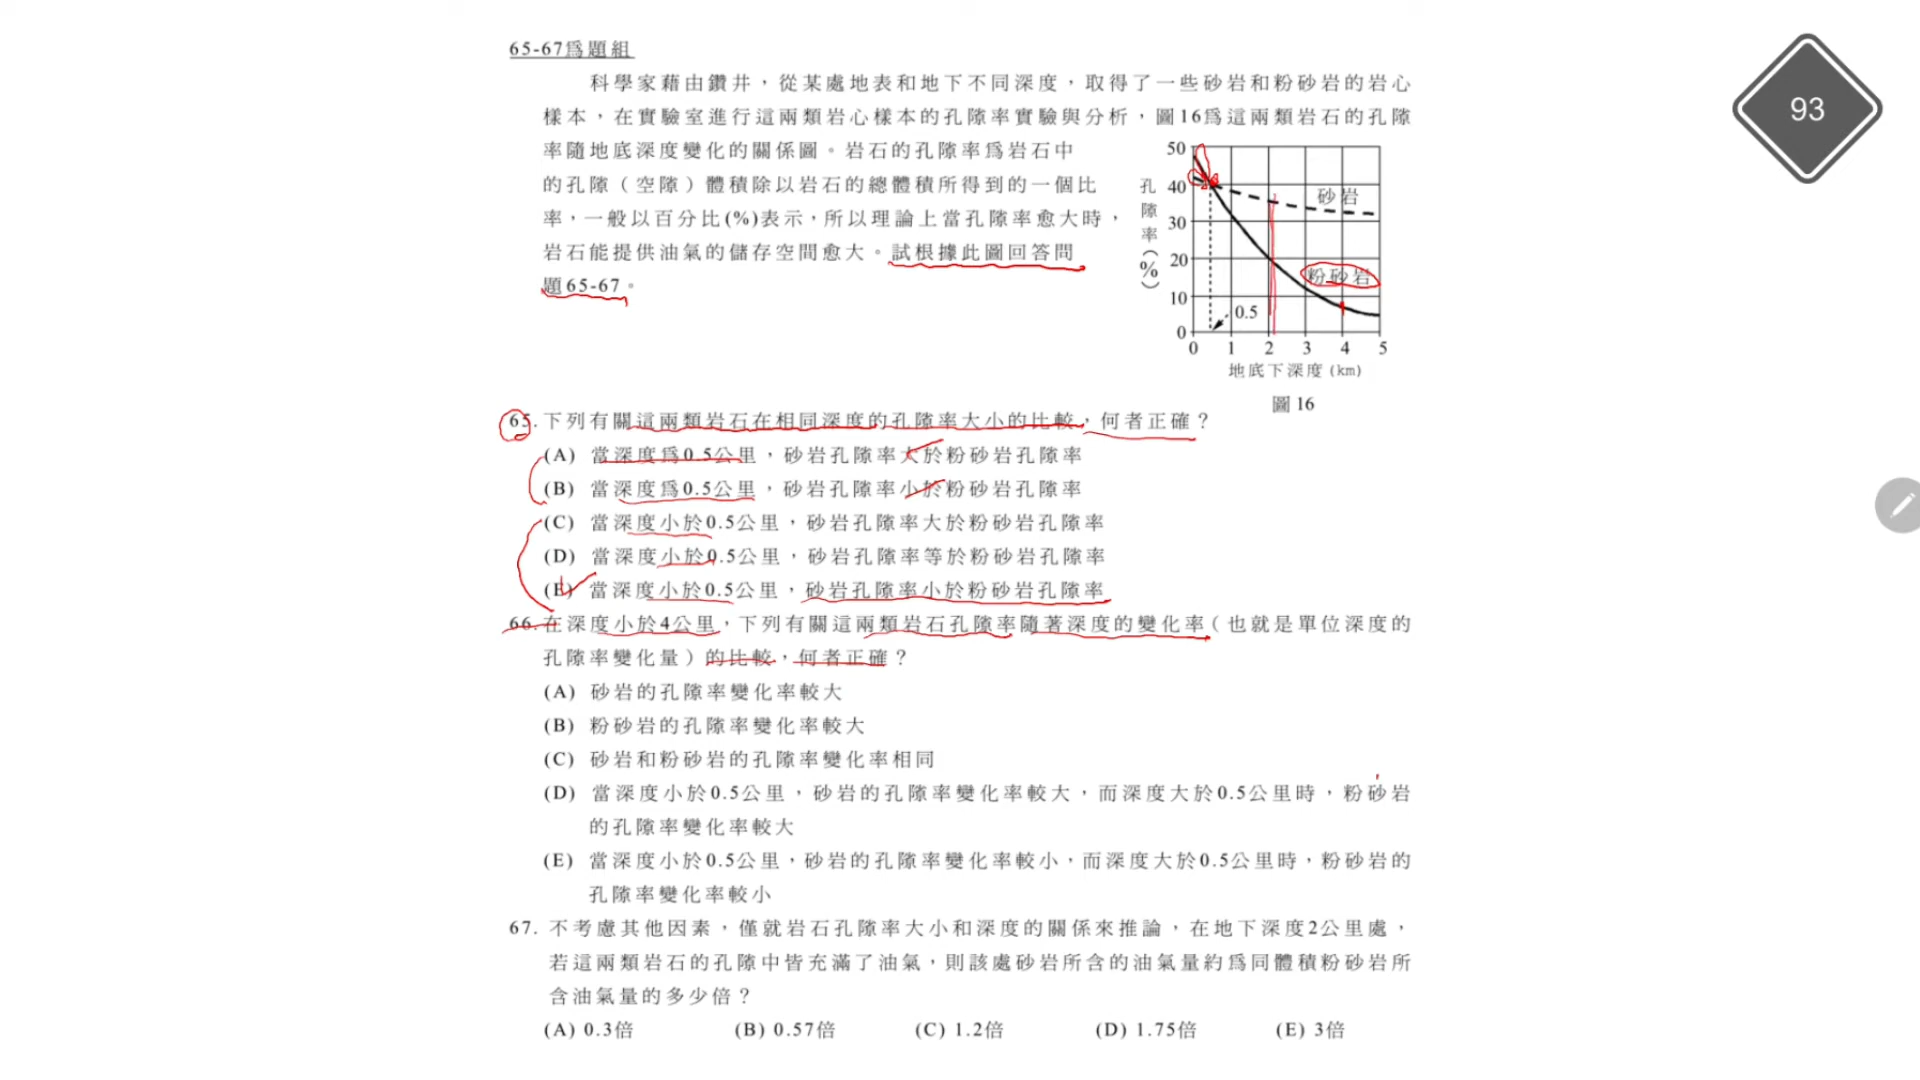 93
65-67為題組
科學家藉由鑽井，從某處地表和地下不同深度，取得了一些砂岩和粉砂岩的岩心
樣本，在實驗室進行這兩類岩心樣本的孔隙率實驗與分析，圖16為這兩類岩石的孔隙
率隨地底深度變化的關係圖。岩石的孔隙率為岩石中
的孔隙（空隙）體積除以岩石的總體積所得到的一個比
率，一般以百分比(%)表示，所以理論上當孔隙率愈大時，
岩石能提供油氣的儲存空間愈大。試根據此圖回答問
題65-67。
孔隙率(%)
50
40
30
20
10
0
砂岩
粉砂岩
0.5
0 1 2 3 4 5
地底下深度(km)
圖16
65. 下列有關這兩類岩石在相同深度的孔隙率大小的比較，何者正確？
(A) 當深度為0.5公里，砂岩孔隙率大於粉砂岩孔隙率
(B) 當深度為0.5公里，砂岩孔隙率小於粉砂岩孔隙率
(C) 當深度小於0.5公里，砂岩孔隙率大於粉砂岩孔隙率
(D) 當深度小於0.5公里，砂岩孔隙率等於粉砂岩孔隙率
(E) 當深度小於0.5公里，砂岩孔隙率小於粉砂岩孔隙率
66. 在深度小於4公里，下列有關這兩類岩石孔隙率隨著深度的變化率（也就是單位深度的
孔隙率變化量）的比較，何者正確？
(A) 砂岩的孔隙率變化率較大
(B) 粉砂岩的孔隙率變化率較大
(C) 砂岩和粉砂岩的孔隙率變化率相同
(D) 當深度小於0.5公里，砂岩的孔隙率變化率較大，而深度大於0.5公里時，粉砂岩
的孔隙率變化率較大
(E) 當深度小於0.5公里，砂岩的孔隙率變化率較小，而深度大於0.5公里時，粉砂岩的
孔隙率變化率較小
67. 不考慮其他因素，僅就岩石孔隙率大小和深度的關係來推論，在地下深度2公里處，
若這兩類岩石的孔隙中皆充滿了油氣，則該處砂岩所含的油氣量約為同體積粉砂岩所
含油氣量的多少倍？
(A) 0.3倍 (B) 0.57倍 (C) 1.2倍 (D) 1.75倍 (E) 3倍